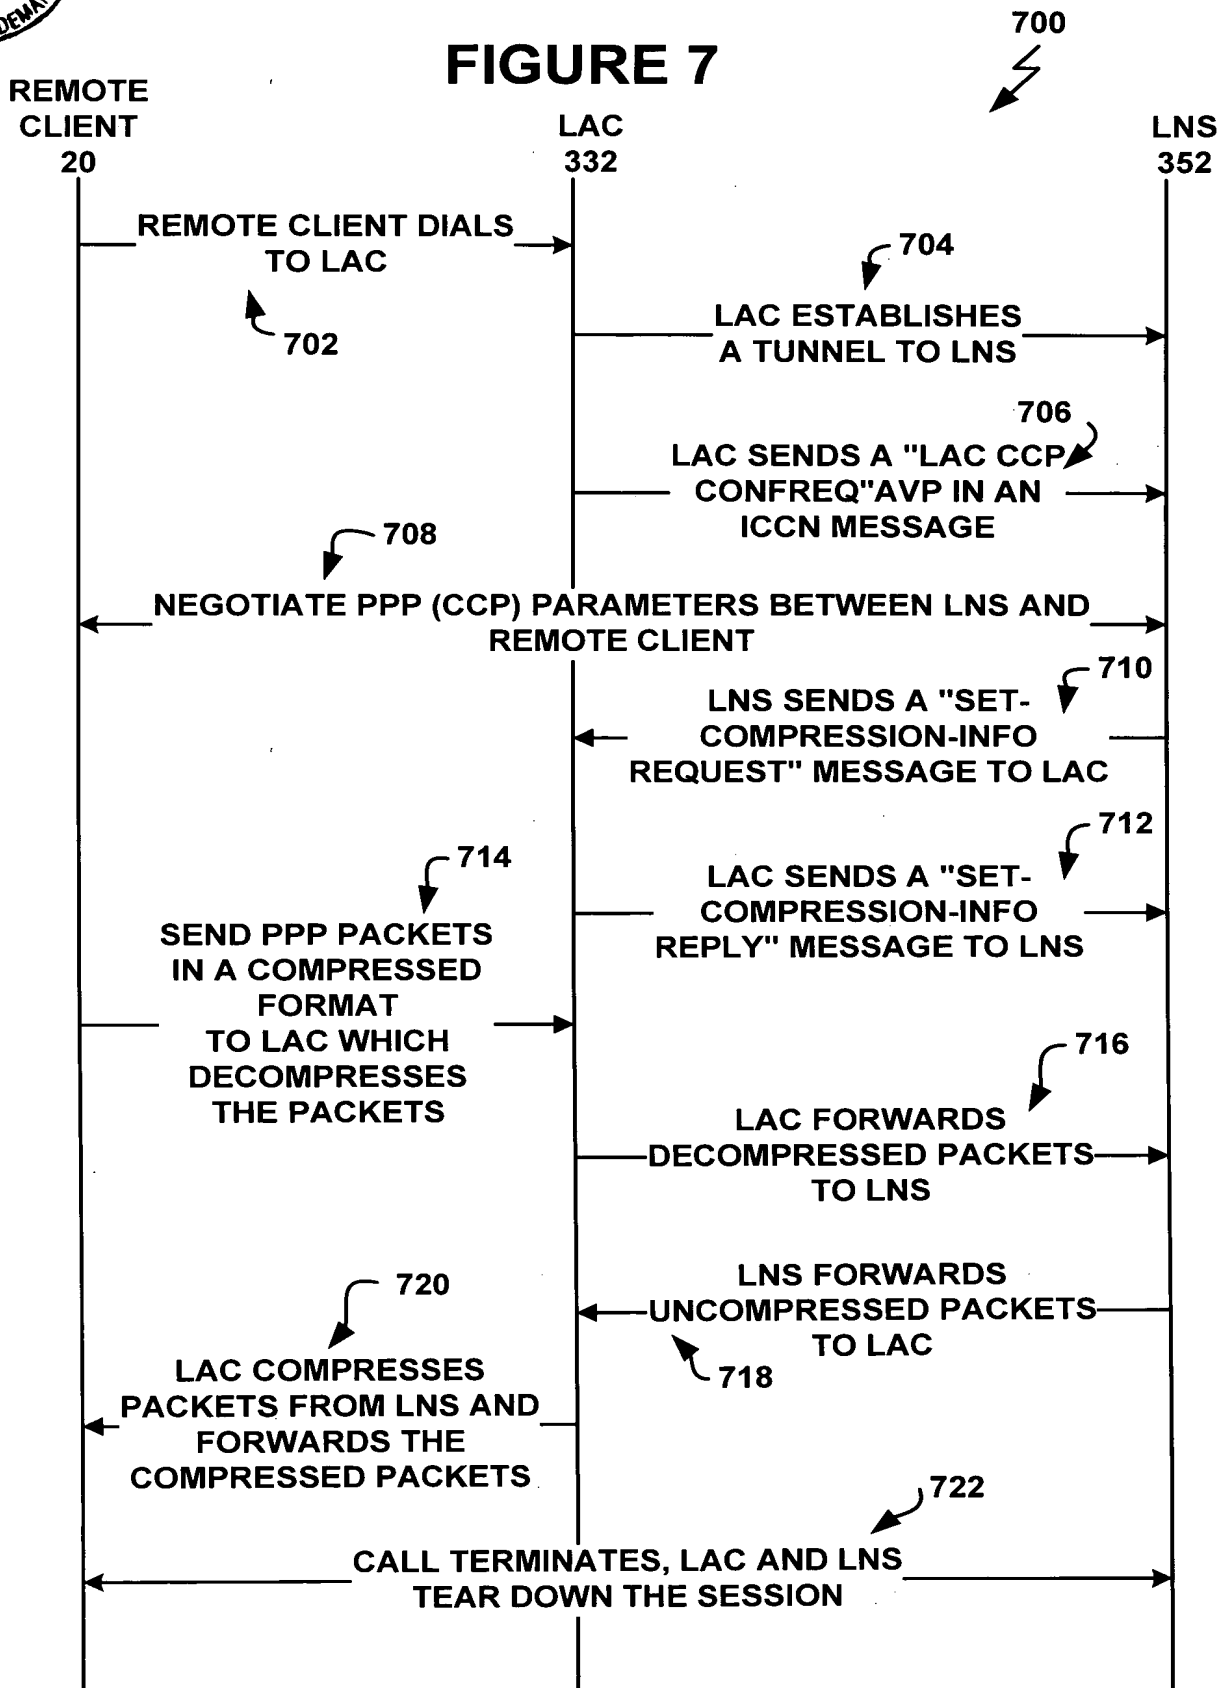 700
FIGURE 7
REMOTE
CLIENT
20
LAC
332
LNS
352
REMOTE CLIENT DIALS
TO LAC
702
704
LAC ESTABLISHES
A TUNNEL TO LNS
706
LAC SENDS A "LAC CCP
CONFREQ"AVP IN AN
ICCN MESSAGE
708
NEGOTIATE PPP (CCP) PARAMETERS BETWEEN LNS AND
REMOTE CLIENT
710
LNS SENDS A "SET-
COMPRESSION-INFO
REQUEST" MESSAGE TO LAC
712
LAC SENDS A "SET-
COMPRESSION-INFO
REPLY" MESSAGE TO LNS
714
SEND PPP PACKETS
IN A COMPRESSED
FORMAT
TO LAC WHICH
DECOMPRESSES
THE PACKETS
716
LAC FORWARDS
DECOMPRESSED PACKETS
TO LNS
LNS FORWARDS
UNCOMPRESSED PACKETS
TO LAC
718
720
LAC COMPRESSES
PACKETS FROM LNS AND
FORWARDS THE
COMPRESSED PACKETS
722
CALL TERMINATES, LAC AND LNS
TEAR DOWN THE SESSION